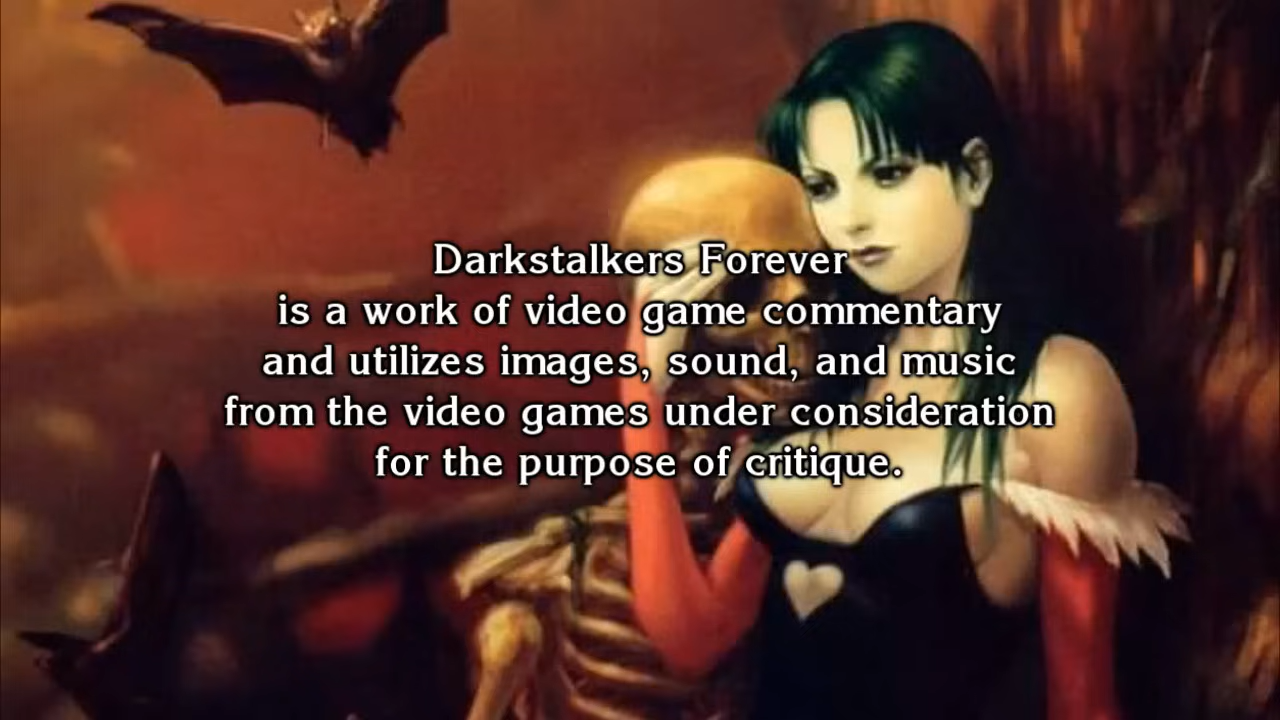 Darkstalkers Forever
is a work of video game commentary
and utilizes images, sound, and music
from the video games under consideration
for the purpose of critique.